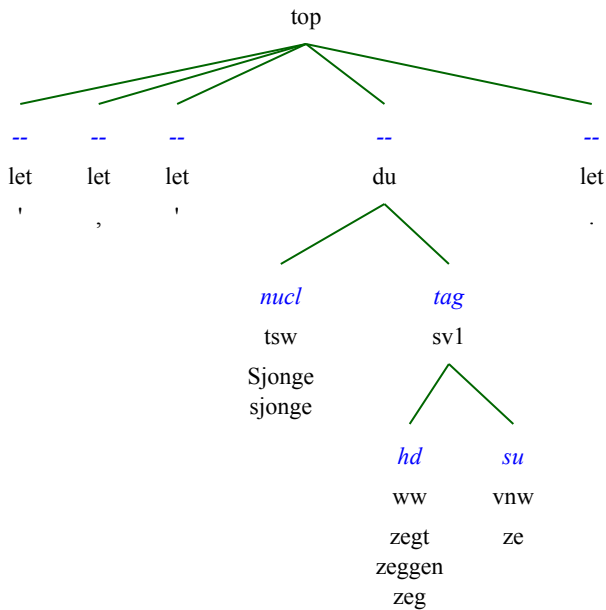 top
-- -- -- -- --
let let let du let
' , ' .
nucl tag
tsw sv1
Sjonge
sjonge
hd su
ww vnw
zegt ze
zeggen
zeg